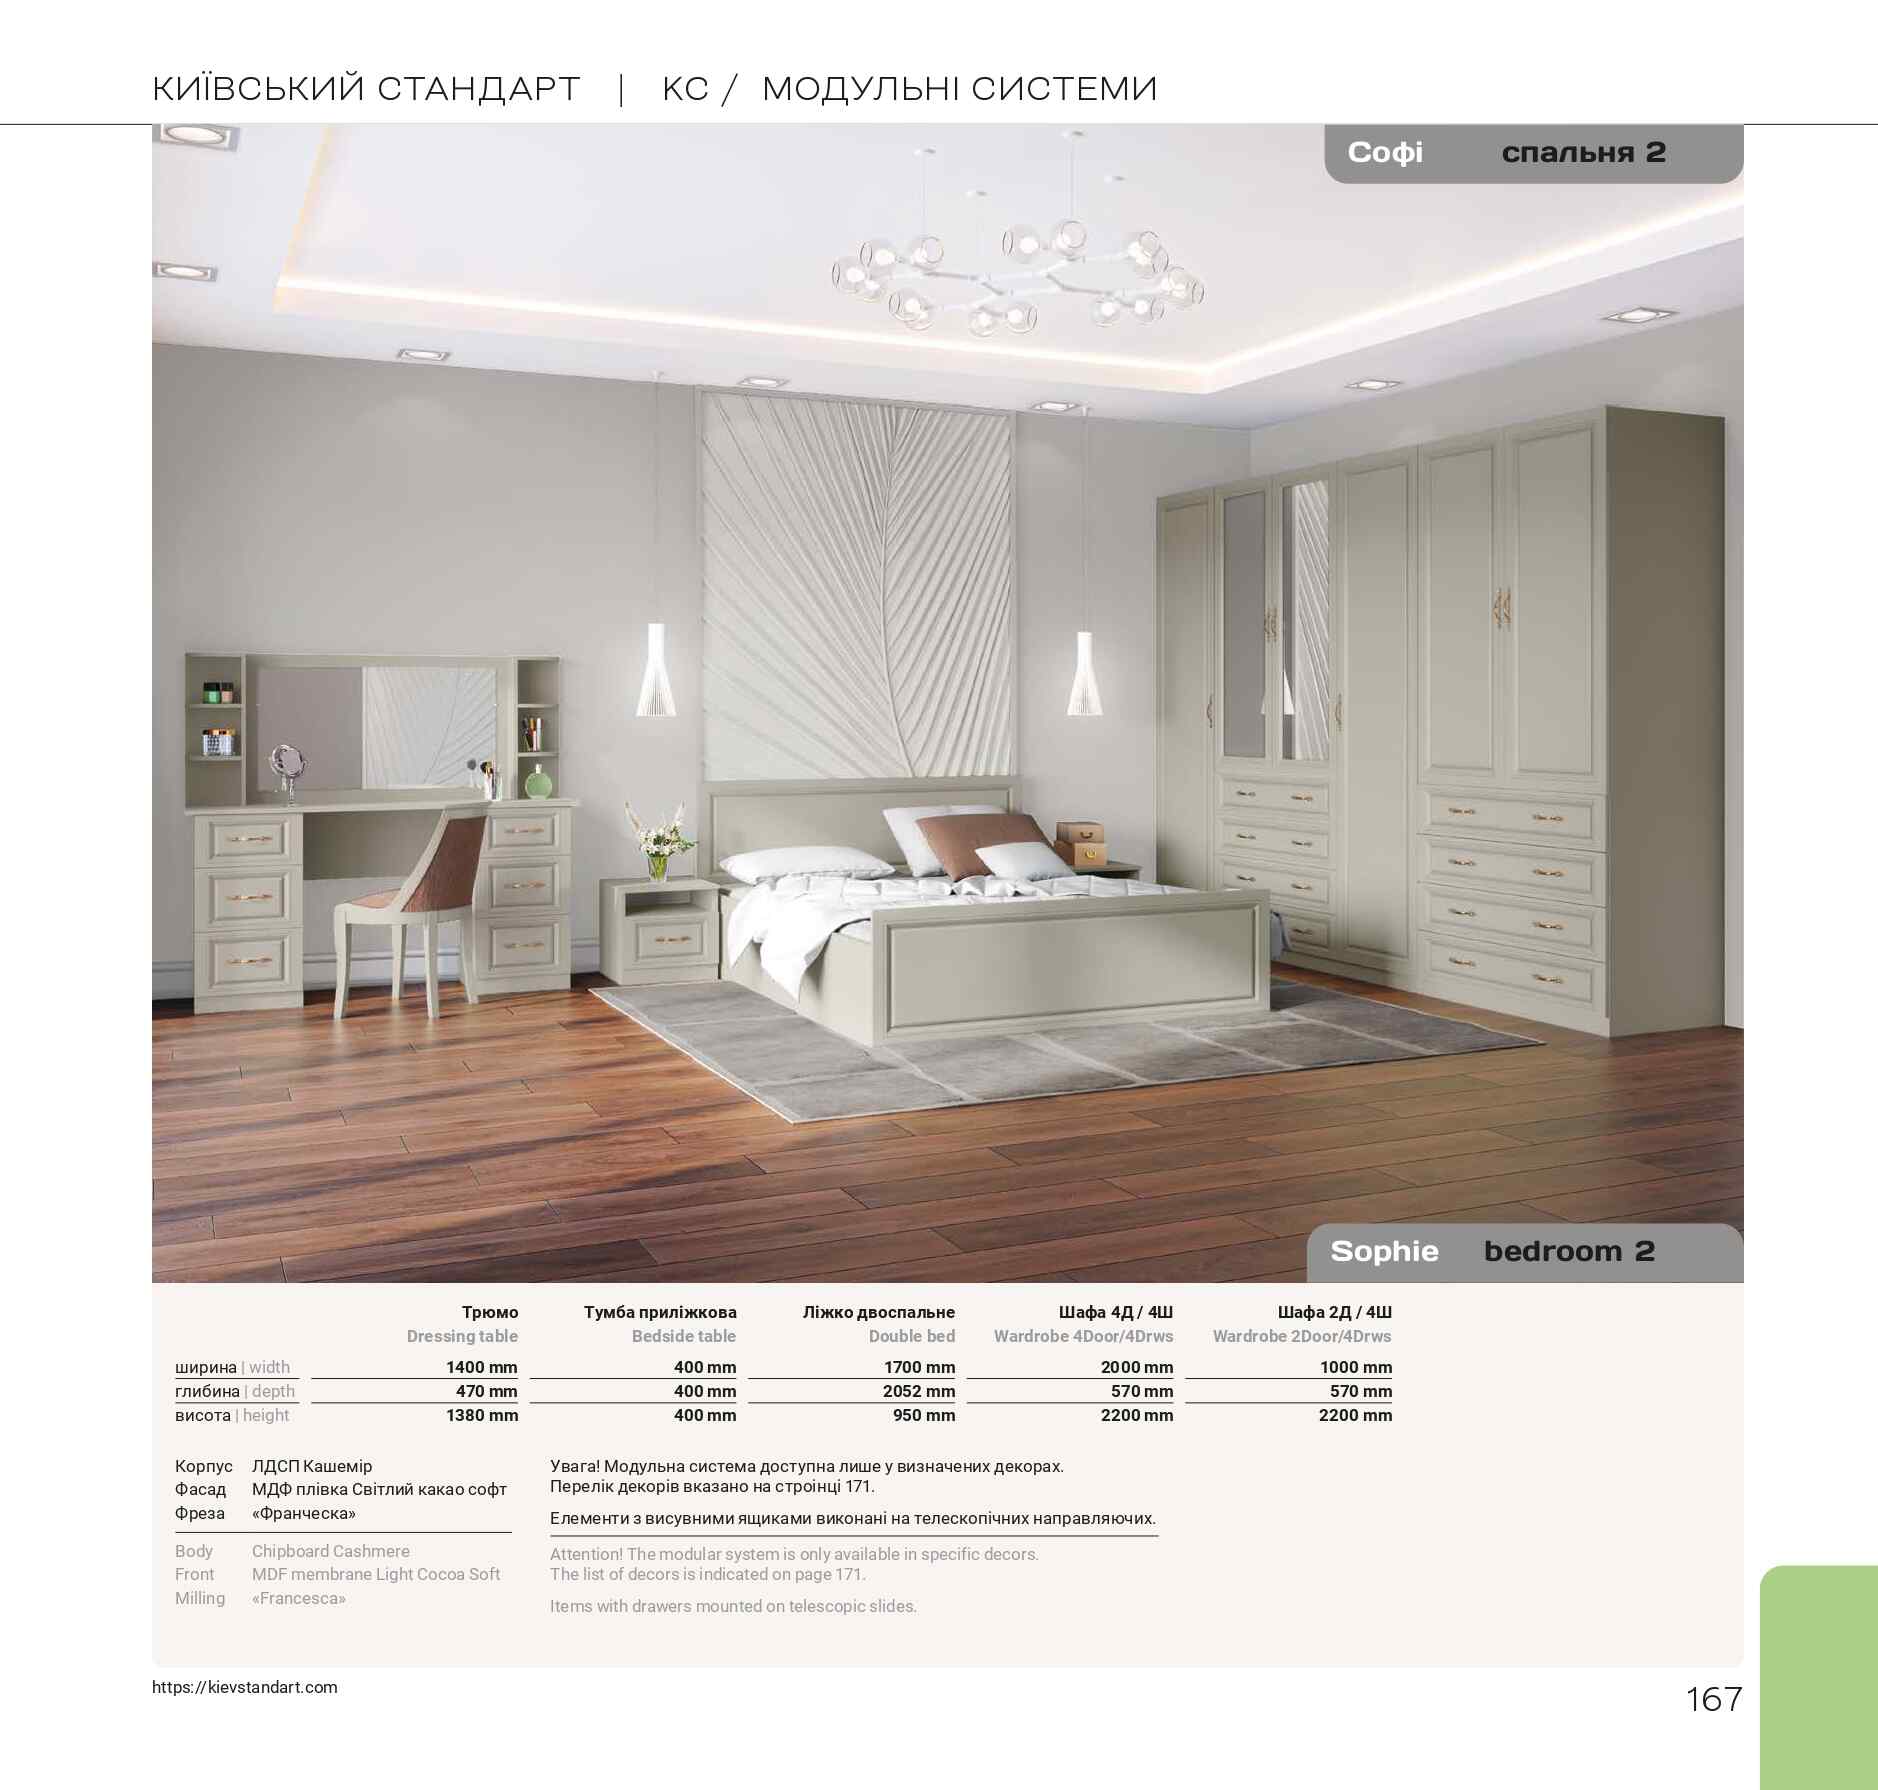 КИЇВСЬКИЙ СТАНДАРТ | КС / МОДУЛЬНІ СИСТЕМИ
Софі спальня 2
Sophie bedroom 2
Трюмо Тумба приліжкова Ліжко двоспальне Шафа 4Д / 4Ш Шафа 2Д / 4Ш
Dressing table Bedside table Double bed Wardrobe 4Door/4Drws Wardrobe 2Door/4Drws
ширина | width 1400 mm 400 mm 1700 mm 2000 mm 1000 mm
глибина | depth 470 mm 400 mm 2052 mm 570 mm 570 mm
висота | height 1380 mm 400 mm 950 mm 2200 mm 2200 mm
Корпус ЛДСП Кашемір
Фасад МДФ плівка Світлий какао софт
Фреза «Франческа»
Body Chipboard Cashmere
Front MDF membrane Light Cocoa Soft
Milling «Francesca»
Увага! Модульна система доступна лише у визначених декорах.
Перелік декорів вказано на строінці 171.
Елементи з висувними ящиками виконані на телескопічних направляючих.
Attention! The modular system is only available in specific decors.
The list of decors is indicated on page 171.
Items with drawers mounted on telescopic slides.
https://kievstandart.com
167